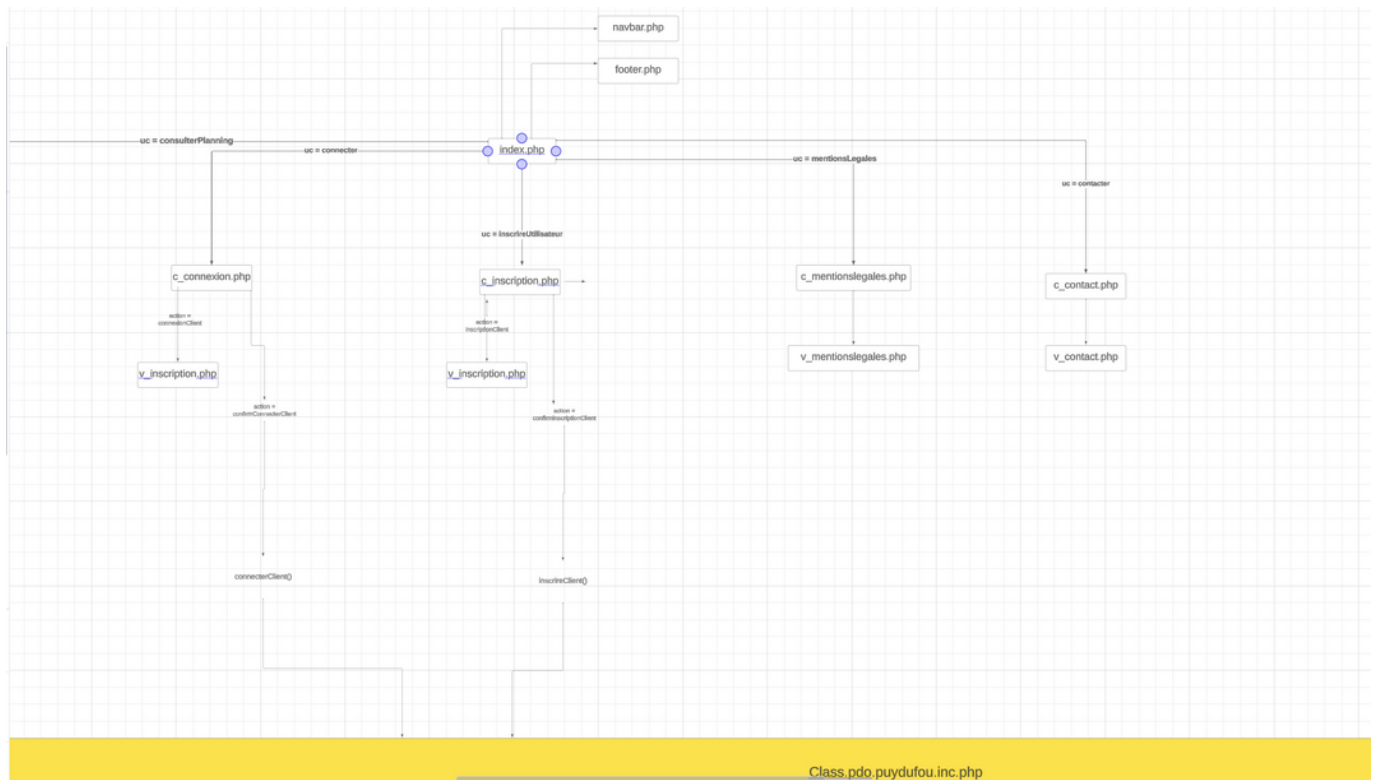 navbar.php
footer.php
uc = consulterPlanning
uc = connecter
index.php
uc = mentionsLegales
uc = contacter
uc = inscrireUtilisateur
c_connexion.php
c_inscription.php
c_mentionslegales.php
c_contact.php
action =
connexionClient
action =
inscriptionClient
v_inscription.php
v_inscription.php
v_mentionslegales.php
v_contact.php
action =
confirmConnecterClient
action =
confirmInscriptionClient
connecterClient()
inscrireClient()
Class.pdo.puydufou.inc.php